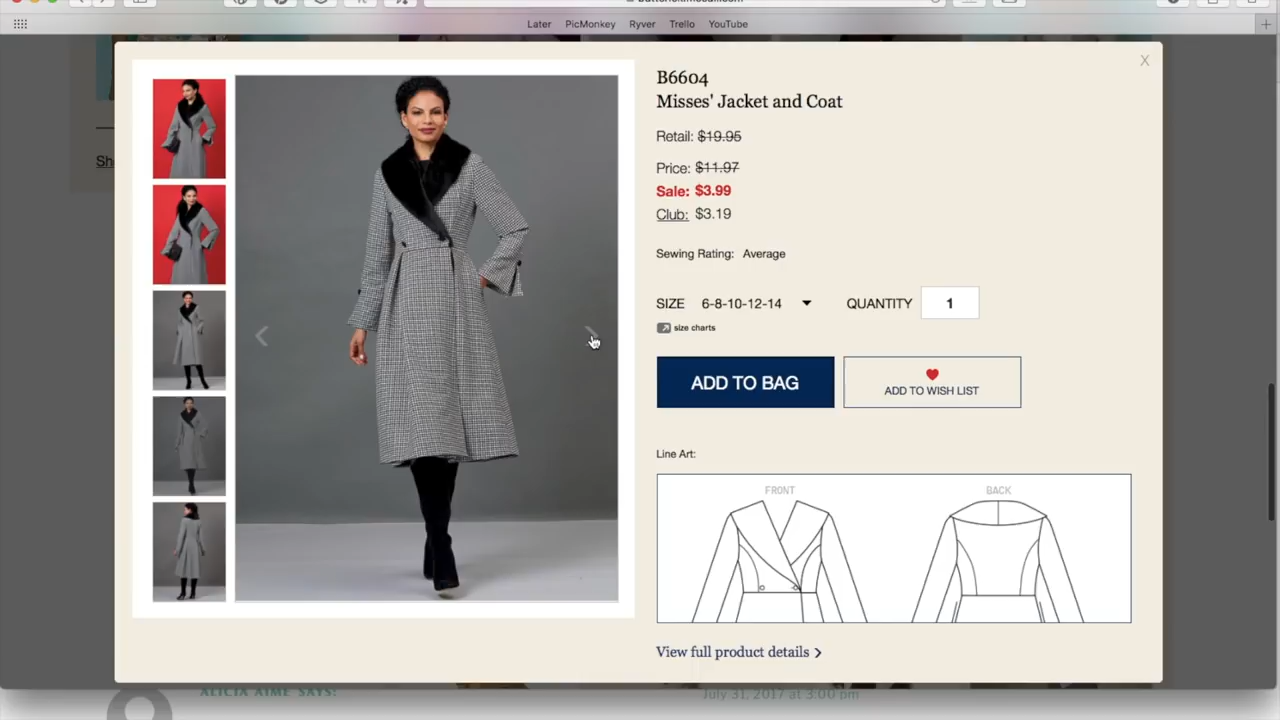 Later PicMonkey Ryver Trello YouTube
X
B6604
Misses' Jacket and Coat
Retail: $19.95
Price: $11.97
Sale: $3.99
Club: $3.19
Sewing Rating: Average
SIZE 6-8-10-12-14 QUANTITY 1
size charts
ADD TO BAG
ADD TO WISH LIST
Line Art:
FRONT BACK
View full product details >
Sh
ALICIA AIME SAYS:
July 31, 2017 at 3:00 pm